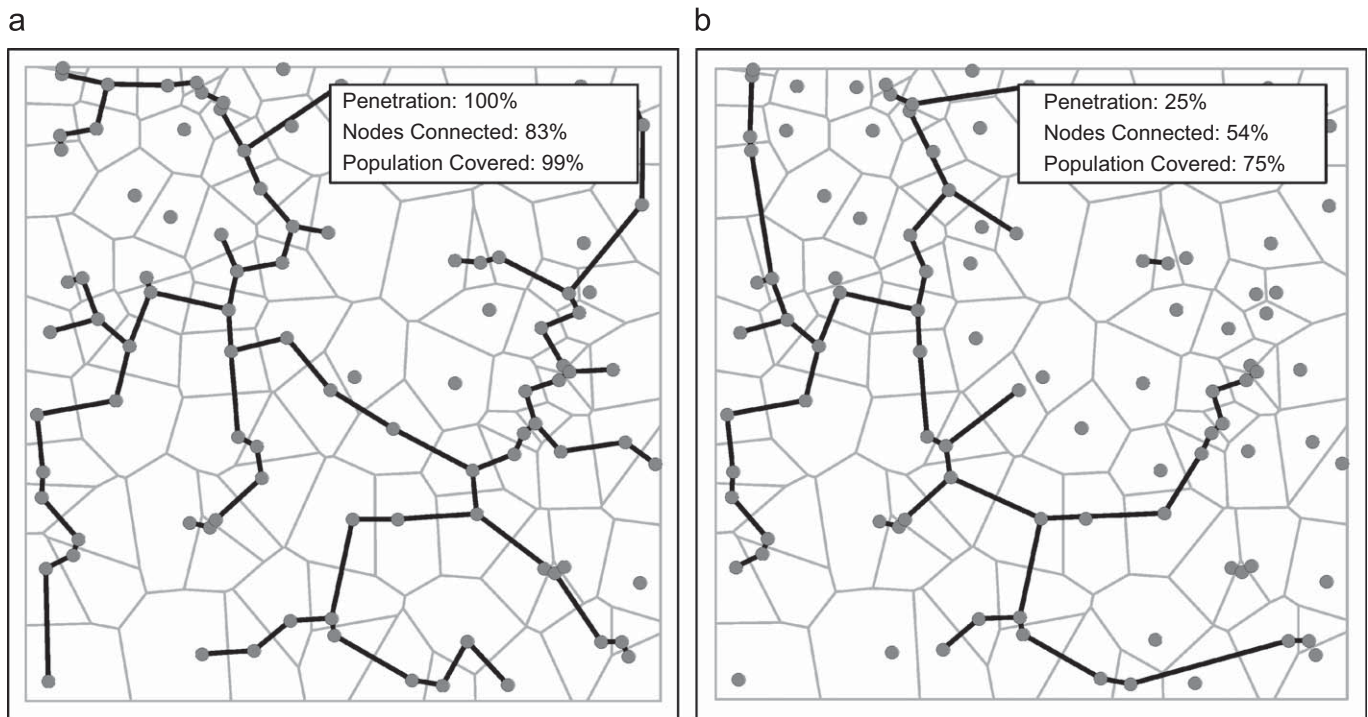 a
b
Penetration: 100%
Nodes Connected: 83%
Population Covered: 99%
Penetration: 25%
Nodes Connected: 54%
Population Covered: 75%